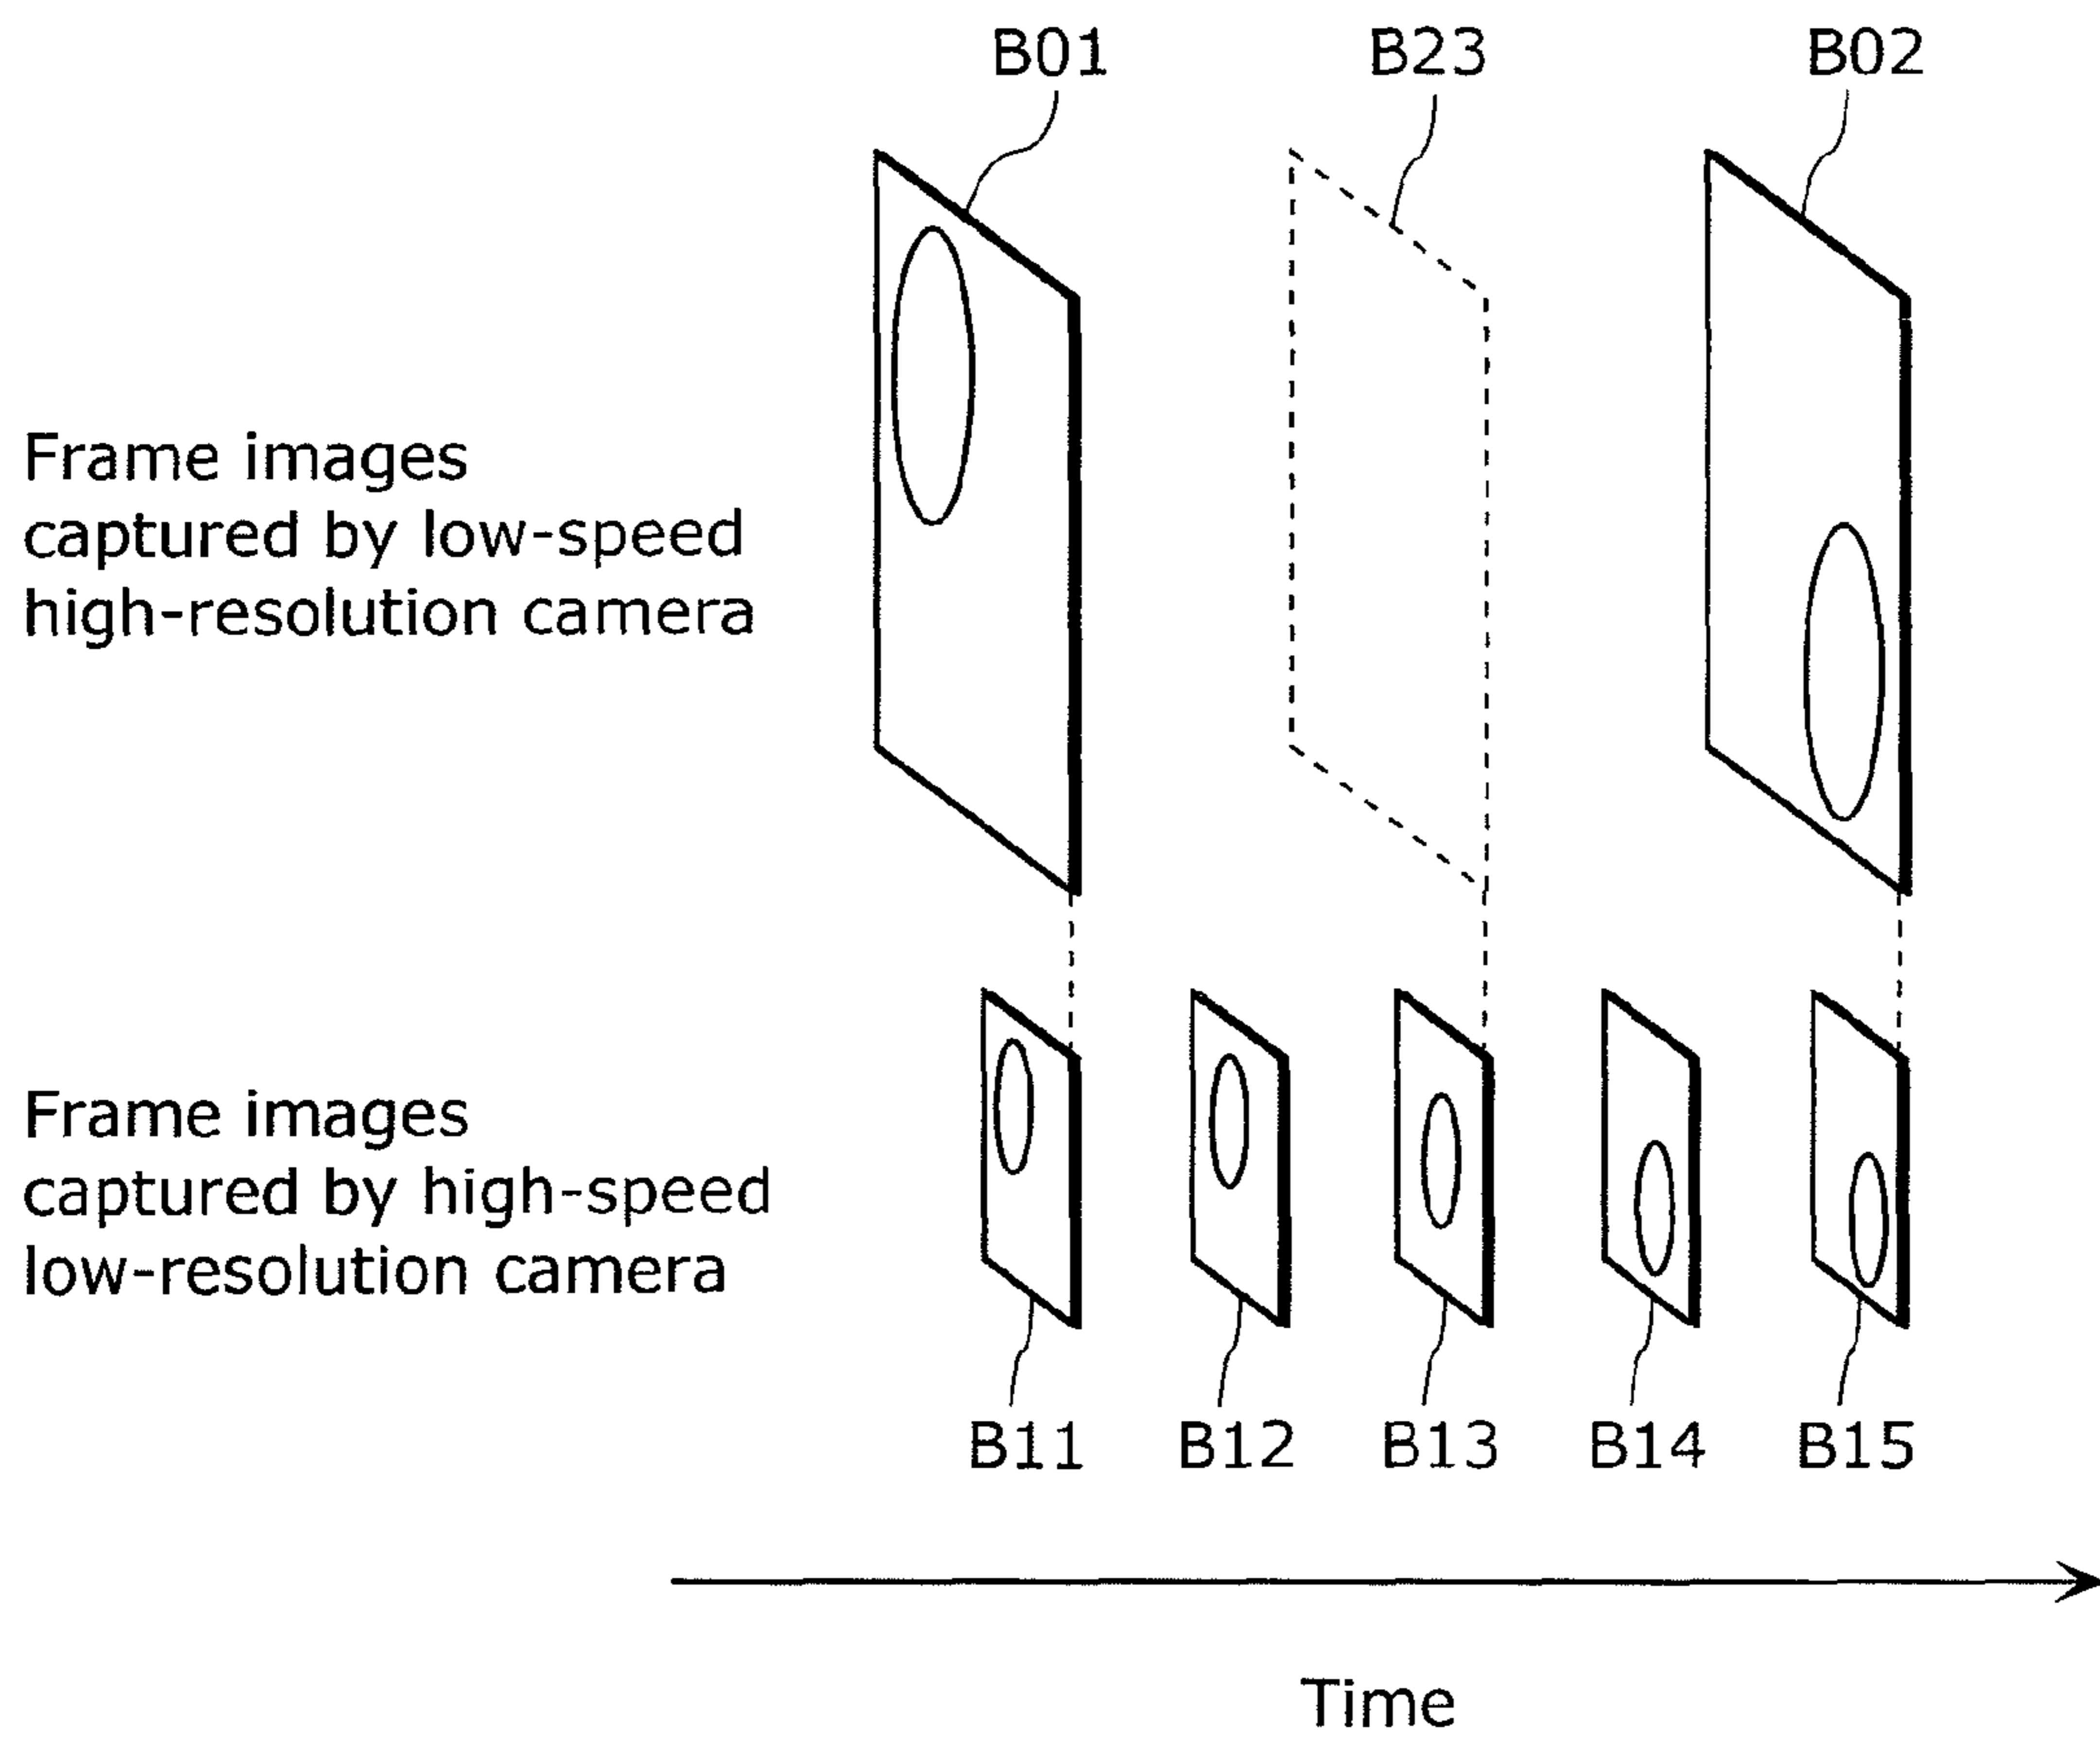 B01 B23 B02
Frame images
captured by low-speed
high-resolution camera
Frame images
captured by high-speed
low-resolution camera
B11 B12 B13 B14 B15
Time